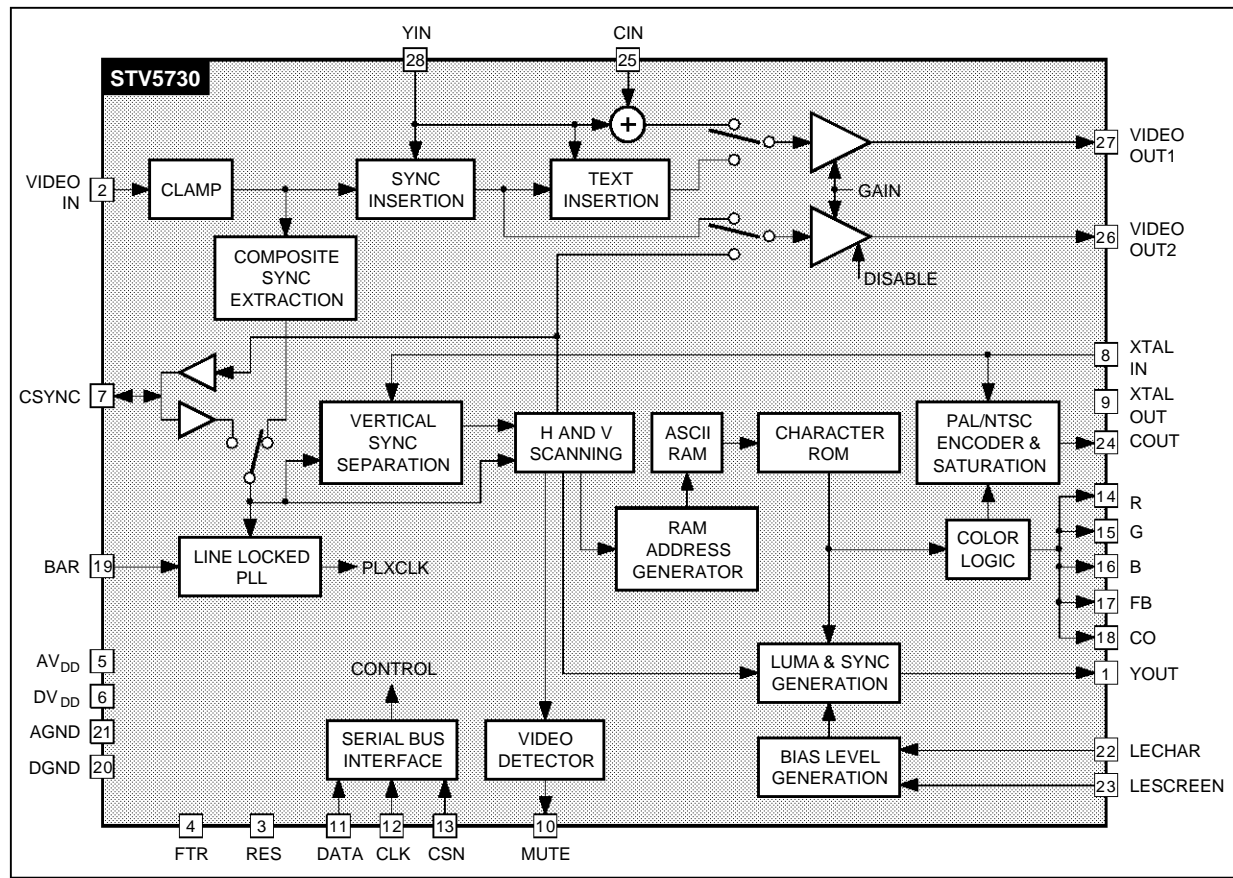 YIN
CIN
28
25
STV5730
27
VIDEO
OUT1
VIDEO
IN
2
CLAMP
SYNC
INSERTION
TEXT
INSERTION
GAIN
26
VIDEO
OUT2
COMPOSITE
SYNC
EXTRACTION
DISABLE
8
XTAL
IN
CSYNC
7
9
XTAL
OUT
VERTICAL
SYNC
SEPARATION
H AND V
SCANNING
ASCII
RAM
CHARACTER
ROM
PAL/NTSC
ENCODER &
SATURATION
24
COUT
14
R
RAM
ADDRESS
GENERATOR
COLOR
LOGIC
15
G
BAR
19
LINE LOCKED
PLL
PLXCLK
16
B
17
FB
18
CO
AVDD
5
CONTROL
LUMA & SYNC
GENERATION
1
YOUT
DVDD
6
AGND
21
SERIAL BUS
INTERFACE
VIDEO
DETECTOR
BIAS LEVEL
GENERATION
22
LECHAR
DGND
20
23
LESCREEN
4
3
11
12
13
10
FTR
RES
DATA
CLK
CSN
MUTE